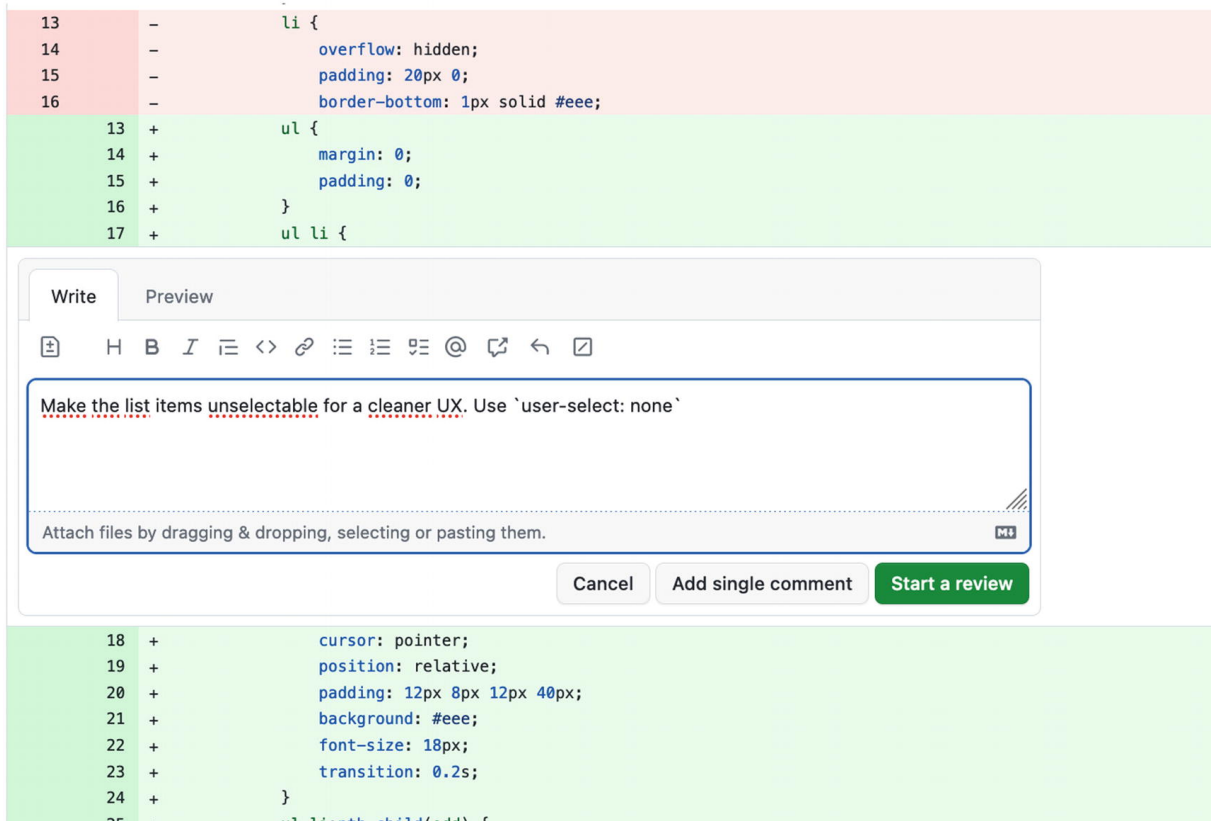 13 - li {
14 - overflow: hidden;
15 - padding: 20px 0;
16 - border-bottom: 1px solid #eee;
13 + ul {
14 + margin: 0;
15 + padding: 0;
16 + }
17 + ul li {
Write Preview
H B I @
Make the list items unselectable for a cleaner UX. Use `user-select: none`
Attach files by dragging & dropping, selecting or pasting them.
Cancel Add single comment Start a review
18 + cursor: pointer;
19 + position: relative;
20 + padding: 12px 8px 12px 40px;
21 + background: #eee;
22 + font-size: 18px;
23 + transition: 0.2s;
24 + }